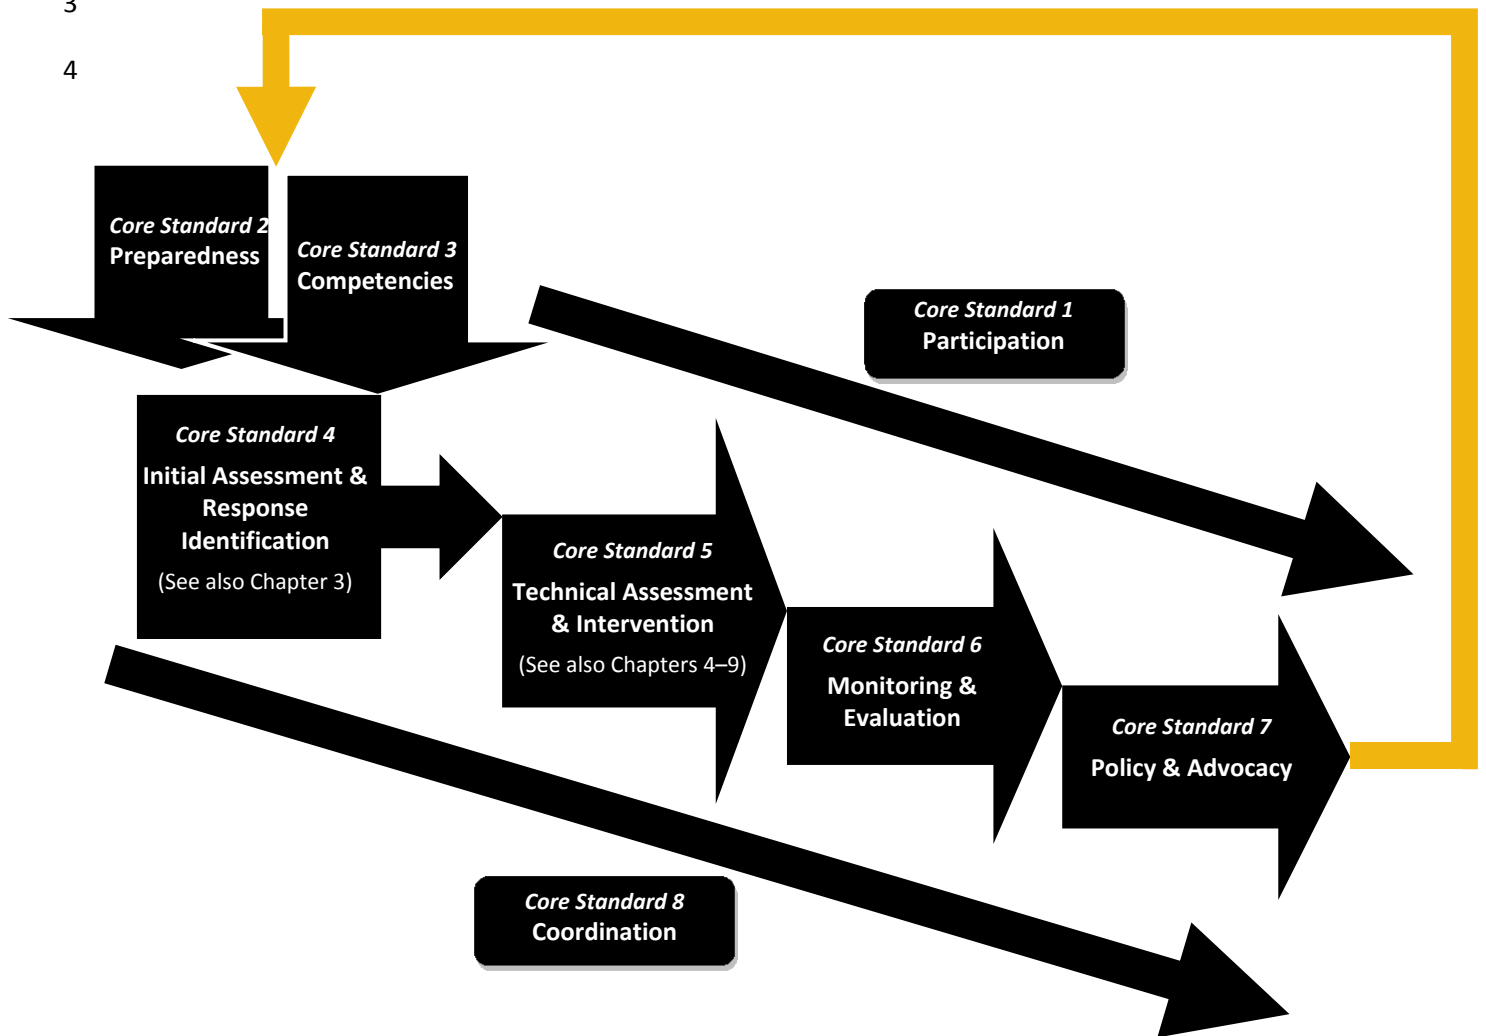 3
4
Core Standard 2
Preparedness
Core Standard 3
Competencies
Core Standard 1
Participation
Core Standard 4
Initial Assessment &
Response
Identification
(See also Chapter 3)
Core Standard 5
Technical Assessment
& Intervention
(See also Chapters 4–9)
Core Standard 6
Monitoring &
Evaluation
Core Standard 7
Policy & Advocacy
Core Standard 8
Coordination